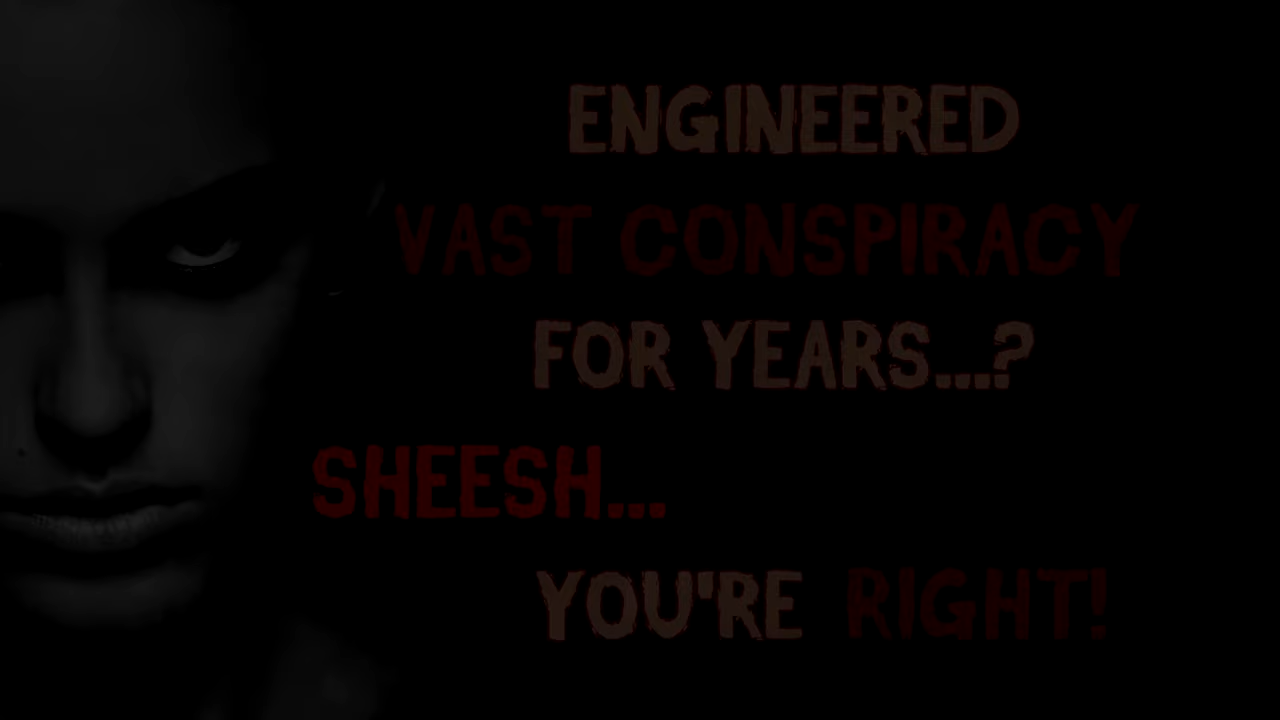 ENGINEERED
VAST CONSPIRACY
FOR YEARS...?
SHEESH...
YOU'RE RIGHT!